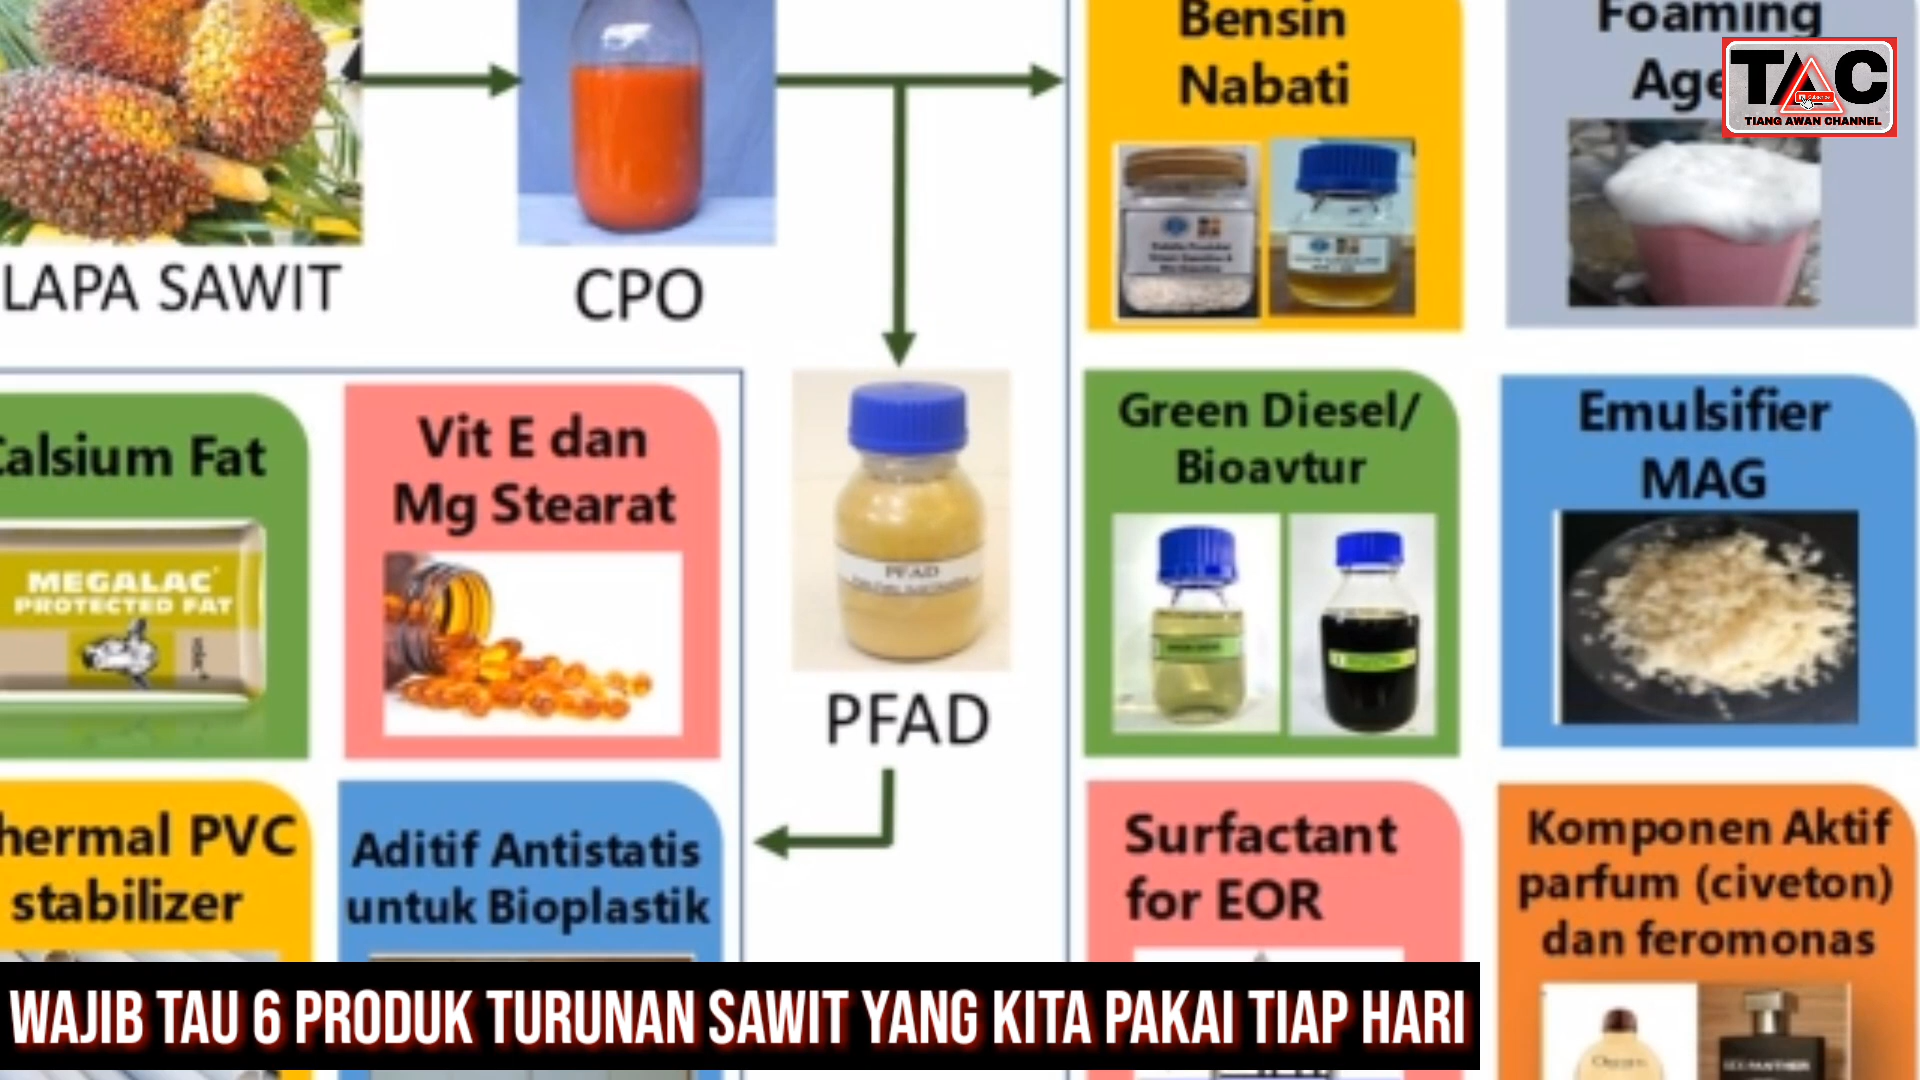 Bensin
Nabati
Foaming
Age
TAC
TIANG AWAN CHANNEL
LAPA SAWIT
CPO
Calsium Fat
MEGALAC
PROTECTED FAT
Vit E dan
Mg Stearat
PFAD
PFAD
Green Diesel/
Bioavtur
Emulsifier
MAG
hermal PVC
stabilizer
Aditif Antistatis
untuk Bioplastik
Surfactant
for EOR
Komponen Aktif
parfum (civeton)
dan feromonas
WAJIB TAU 6 PRODUK TURUNAN SAWIT YANG KITA PAKAI TIAP HARI